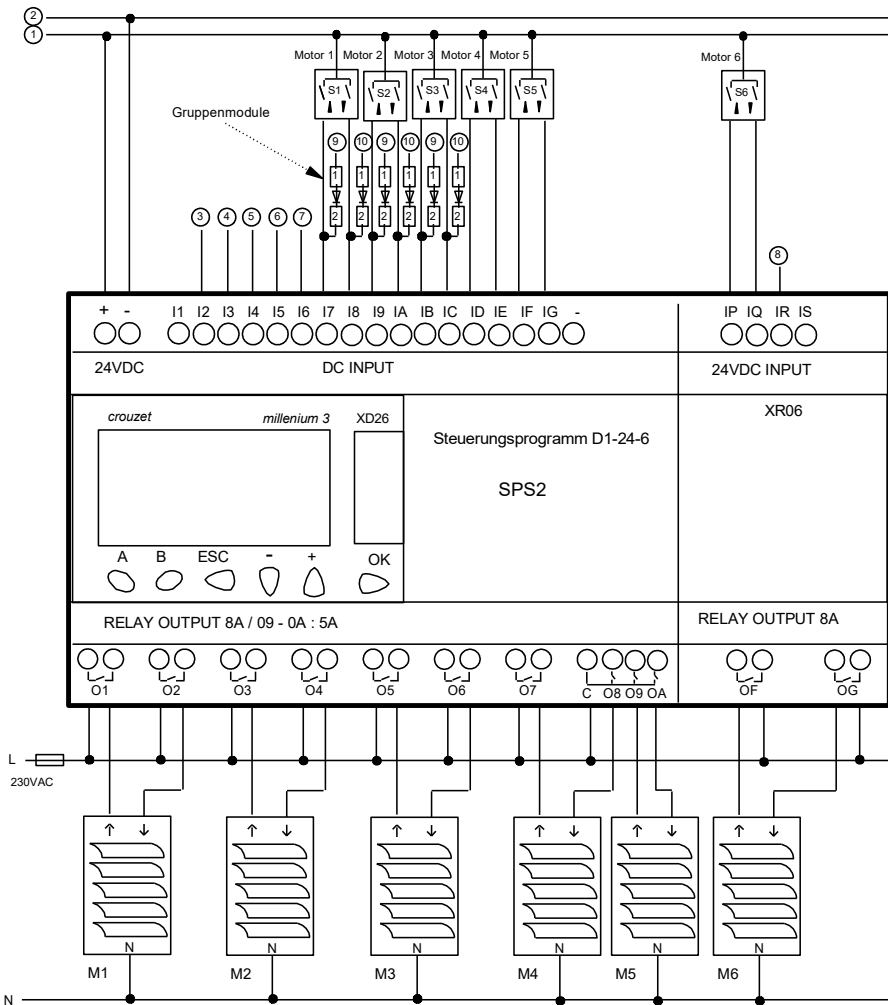 2
1
Motor 1 Motor 2 Motor 3 Motor 4 Motor 5 Motor 6
S1 S2 S3 S4 S5 S6
Gruppenmodule
9 10 9 10 9 10
1 1 1 1 1 1
2 2 2 2 2 2
3 4 5 6 7
8
+ - I1 I2 I3 I4 I5 I6 I7 I8 I9 IA IB IC ID IE IF IG - IP IQ IR IS
24VDC DC INPUT 24VDC INPUT
crouzet millenium 3 XD26 XR06
Steuerungsprogramm D1-24-6
SPS2
A B ESC - + OK
RELAY OUTPUT 8A / 09 - 0A : 5A RELAY OUTPUT 8A
O1 O2 O3 O4 O5 O6 O7 C O8 O9 OA OF OG
L
230VAC
↑ ↓ ↑ ↓ ↑ ↓ ↑ ↓ ↑ ↓ ↑ ↓
N N N N N N
M1 M2 M3 M4 M5 M6
N